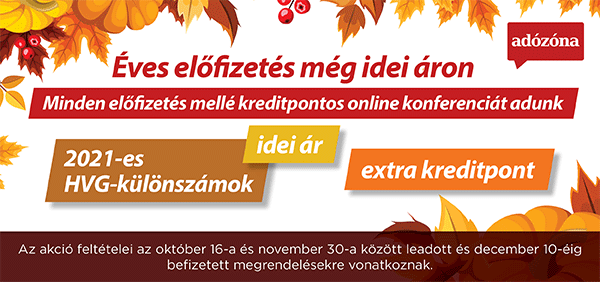 adózóna
Éves előfizetés még idei áron
Minden előfizetés mellé kreditpontos online konferenciát adunk
idei ár
2021-es
HVG-különszámok
extra kreditpont
Az akció feltételei az október 16-a és november 30-a között leadott és december 10-éig
befizetett megrendelésekre vonatkoznak.